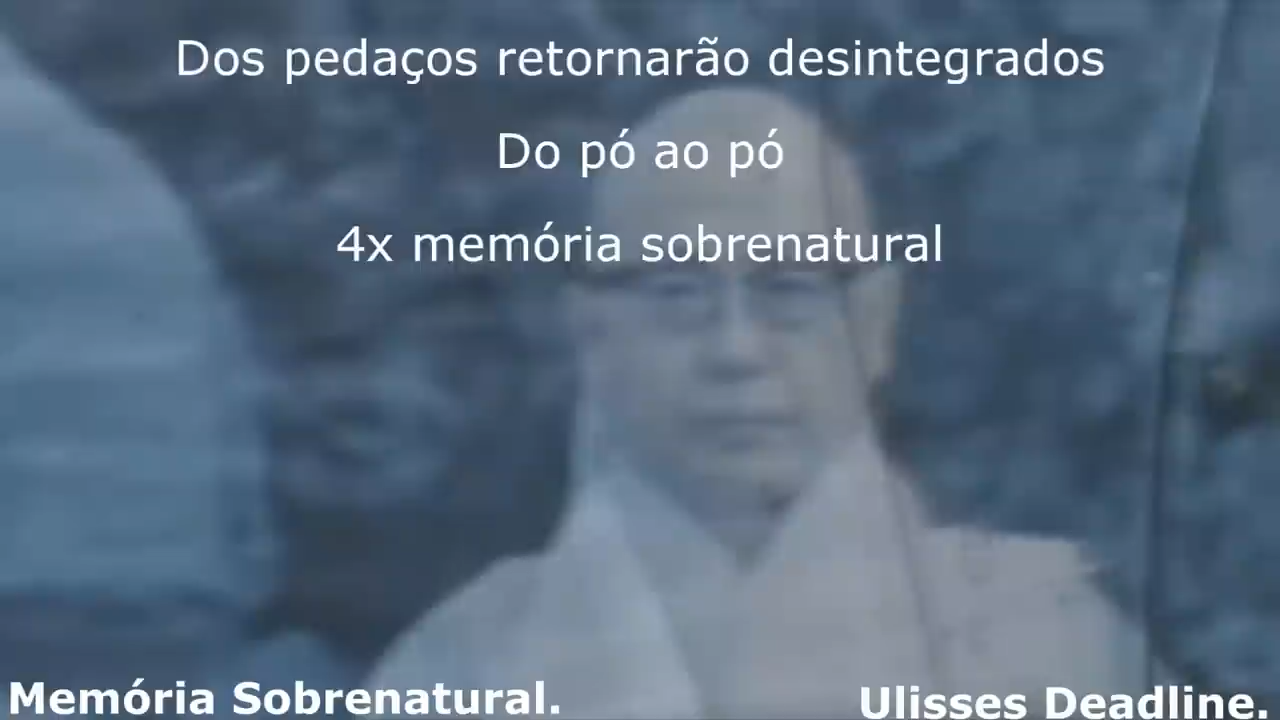 Dos pedaços retornarão desintegrados
Do pó ao pó
4x memória sobrenatural
Memória Sobrenatural.
Ulisses Deadline.